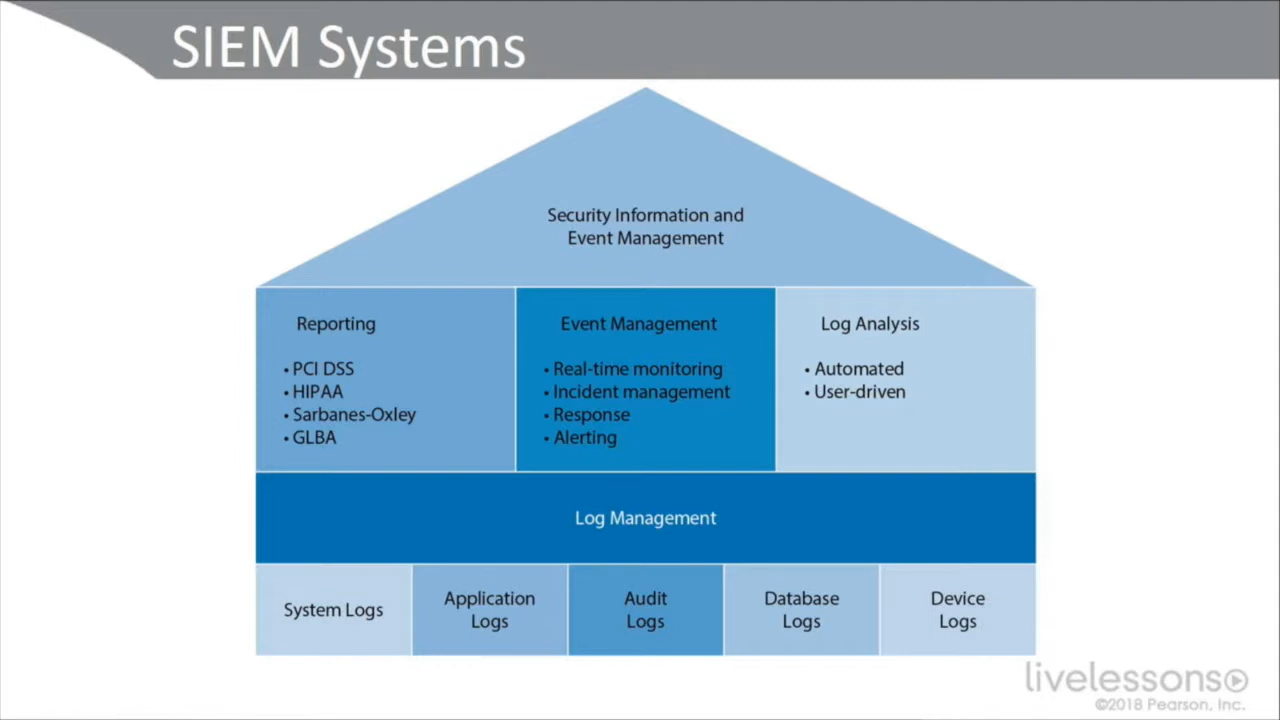 SIEM Systems
Security Information and
Event Management
Reporting
• PCI DSS
• HIPAA
• Sarbanes-Oxley
• GLBA
Event Management
• Real-time monitoring
• Incident management
• Response
• Alerting
Log Analysis
• Automated
• User-driven
Log Management
System Logs
Application
Logs
Audit
Logs
Database
Logs
Device
Logs
livelessons
©2018 Pearson, Inc.